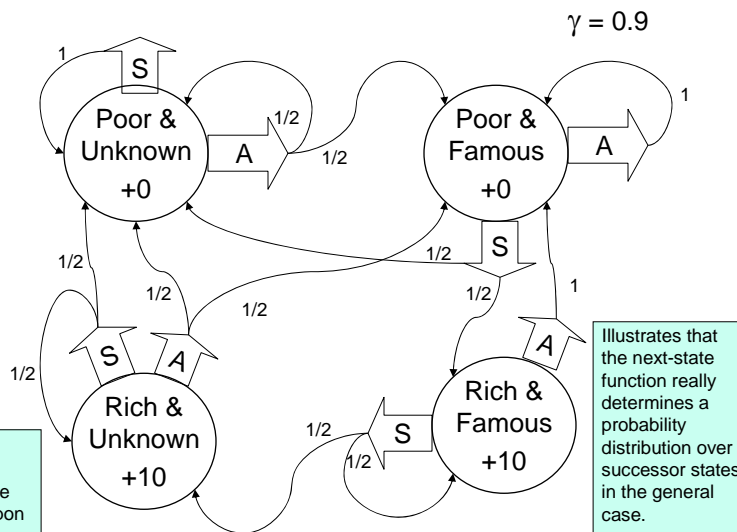 γ = 0.9
1
S
Poor &
Unknown
+0
1/2
A
1/2
Poor &
Famous
+0
1
A
1/2
S
1/2
1/2
1/2
1/2
1
S
A
1/2
Rich &
Unknown
+10
1/2
S
1/2
A
Rich &
Famous
+10
Illustrates that
the next-state
function really
determines a
probability
distribution over
successor states
in the general
case.